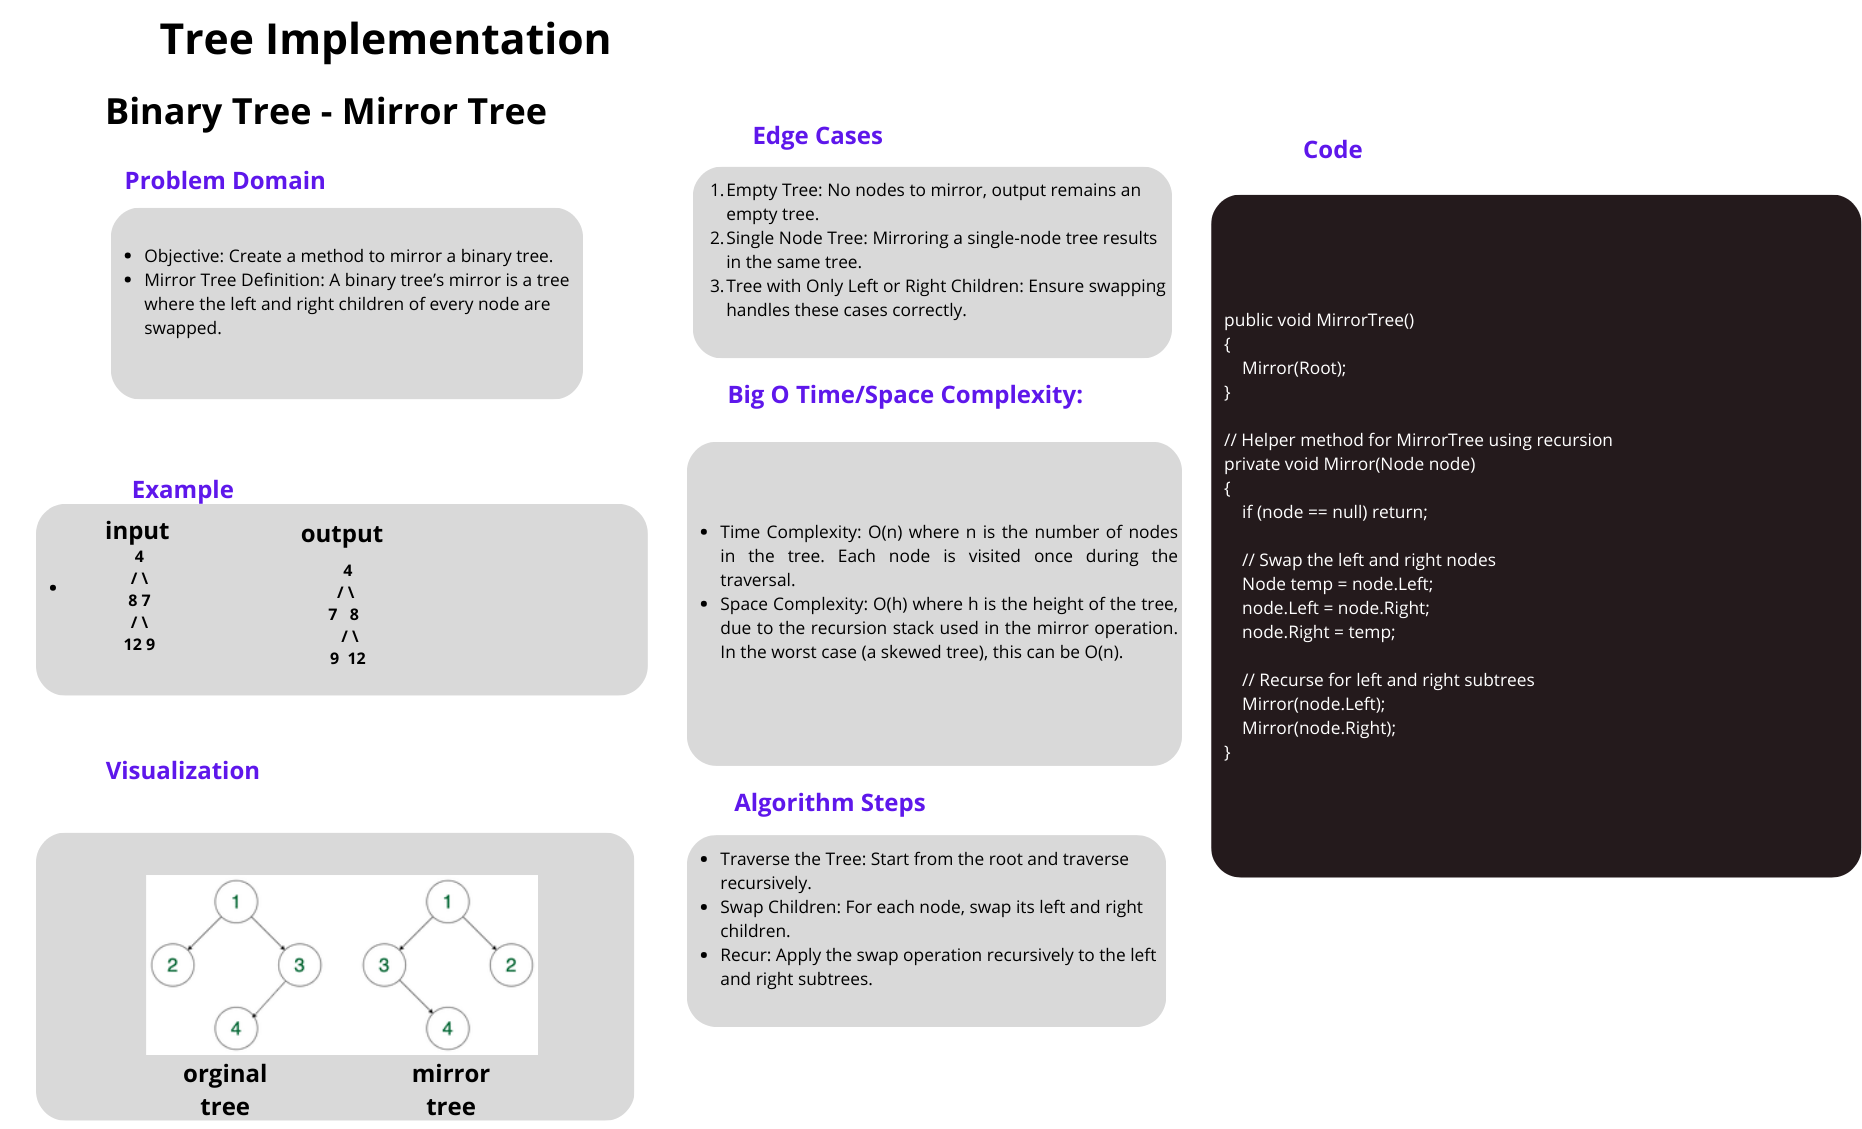 Tree Implementation
Binary Tree - Mirror Tree
Problem Domain
• Objective: Create a method to mirror a binary tree.
• Mirror Tree Definition: A binary tree’s mirror is a tree
where the left and right children of every node are
swapped.
Example
input
4
/ \
8 7
/ \
12 9
output
4
/ \
7 8
/ \
9 12
Visualization
1
2 3
4
1
3 2
4
orginal
tree
mirror
tree
Edge Cases
1. Empty Tree: No nodes to mirror, output remains an
empty tree.
2. Single Node Tree: Mirroring a single-node tree results
in the same tree.
3. Tree with Only Left or Right Children: Ensure swapping
handles these cases correctly.
Big O Time/Space Complexity:
• Time Complexity: O(n) where n is the number of nodes
in the tree. Each node is visited once during the
traversal.
• Space Complexity: O(h) where h is the height of the tree,
due to the recursion stack used in the mirror operation.
In the worst case (a skewed tree), this can be O(n).
Algorithm Steps
• Traverse the Tree: Start from the root and traverse
recursively.
• Swap Children: For each node, swap its left and right
children.
• Recur: Apply the swap operation recursively to the left
and right subtrees.
Code
public void MirrorTree()
{
Mirror(Root);
}
// Helper method for MirrorTree using recursion
private void Mirror(Node node)
{
if (node == null) return;
// Swap the left and right nodes
Node temp = node.Left;
node.Left = node.Right;
node.Right = temp;
// Recurse for left and right subtrees
Mirror(node.Left);
Mirror(node.Right);
}